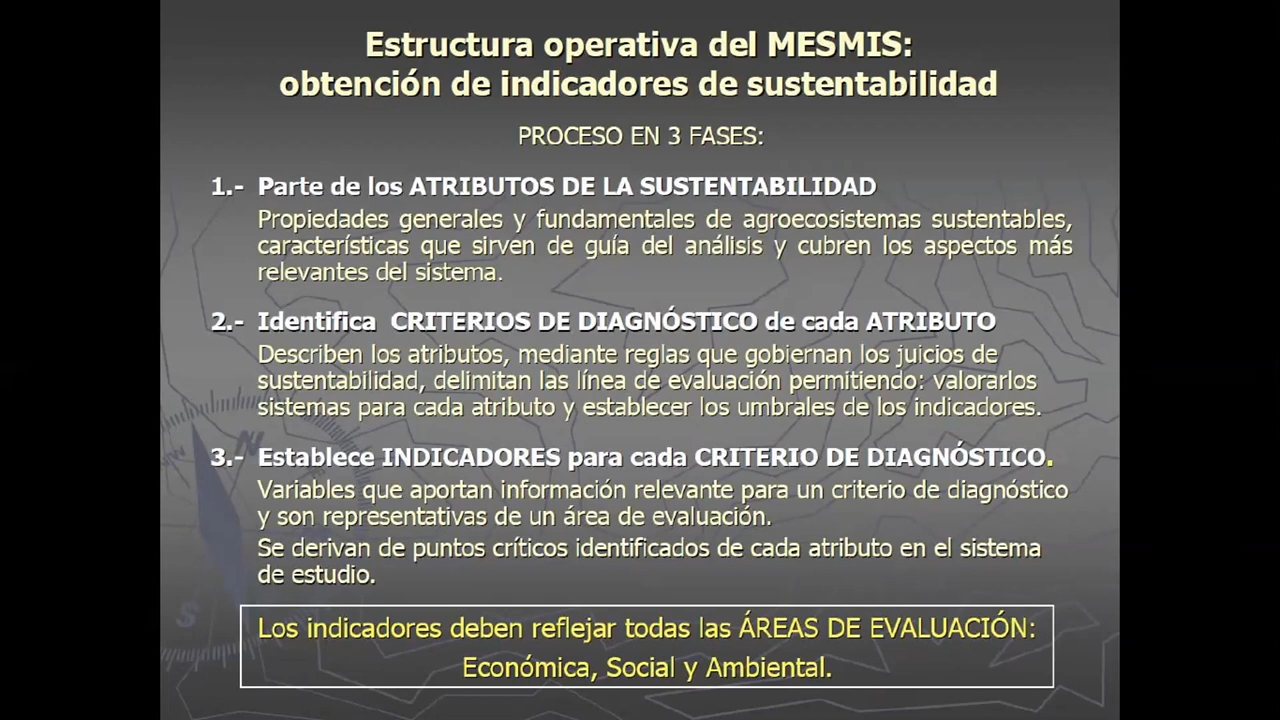 Estructura operativa del MESMIS:
obtención de indicadores de sustentabilidad
PROCESO EN 3 FASES:
1.- Parte de los ATRIBUTOS DE LA SUSTENTABILIDAD
Propiedades generales y fundamentales de agroecosistemas sustentables,
características que sirven de guía del análisis y cubren los aspectos más
relevantes del sistema.
2.- Identifica CRITERIOS DE DIAGNÓSTICO de cada ATRIBUTO
Describen los atributos, mediante reglas que gobiernan los juicios de
sustentabilidad, delimitan las línea de evaluación permitiendo: valorarlos
sistemas para cada atributo y establecer los umbrales de los indicadores.
3.- Establece INDICADORES para cada CRITERIO DE DIAGNÓSTICO.
Variables que aportan información relevante para un criterio de diagnóstico
y son representativas de un área de evaluación.
Se derivan de puntos críticos identificados de cada atributo en el sistema
de estudio.
Los indicadores deben reflejar todas las ÁREAS DE EVALUACIÓN:
Económica, Social y Ambiental.
N
NW
S